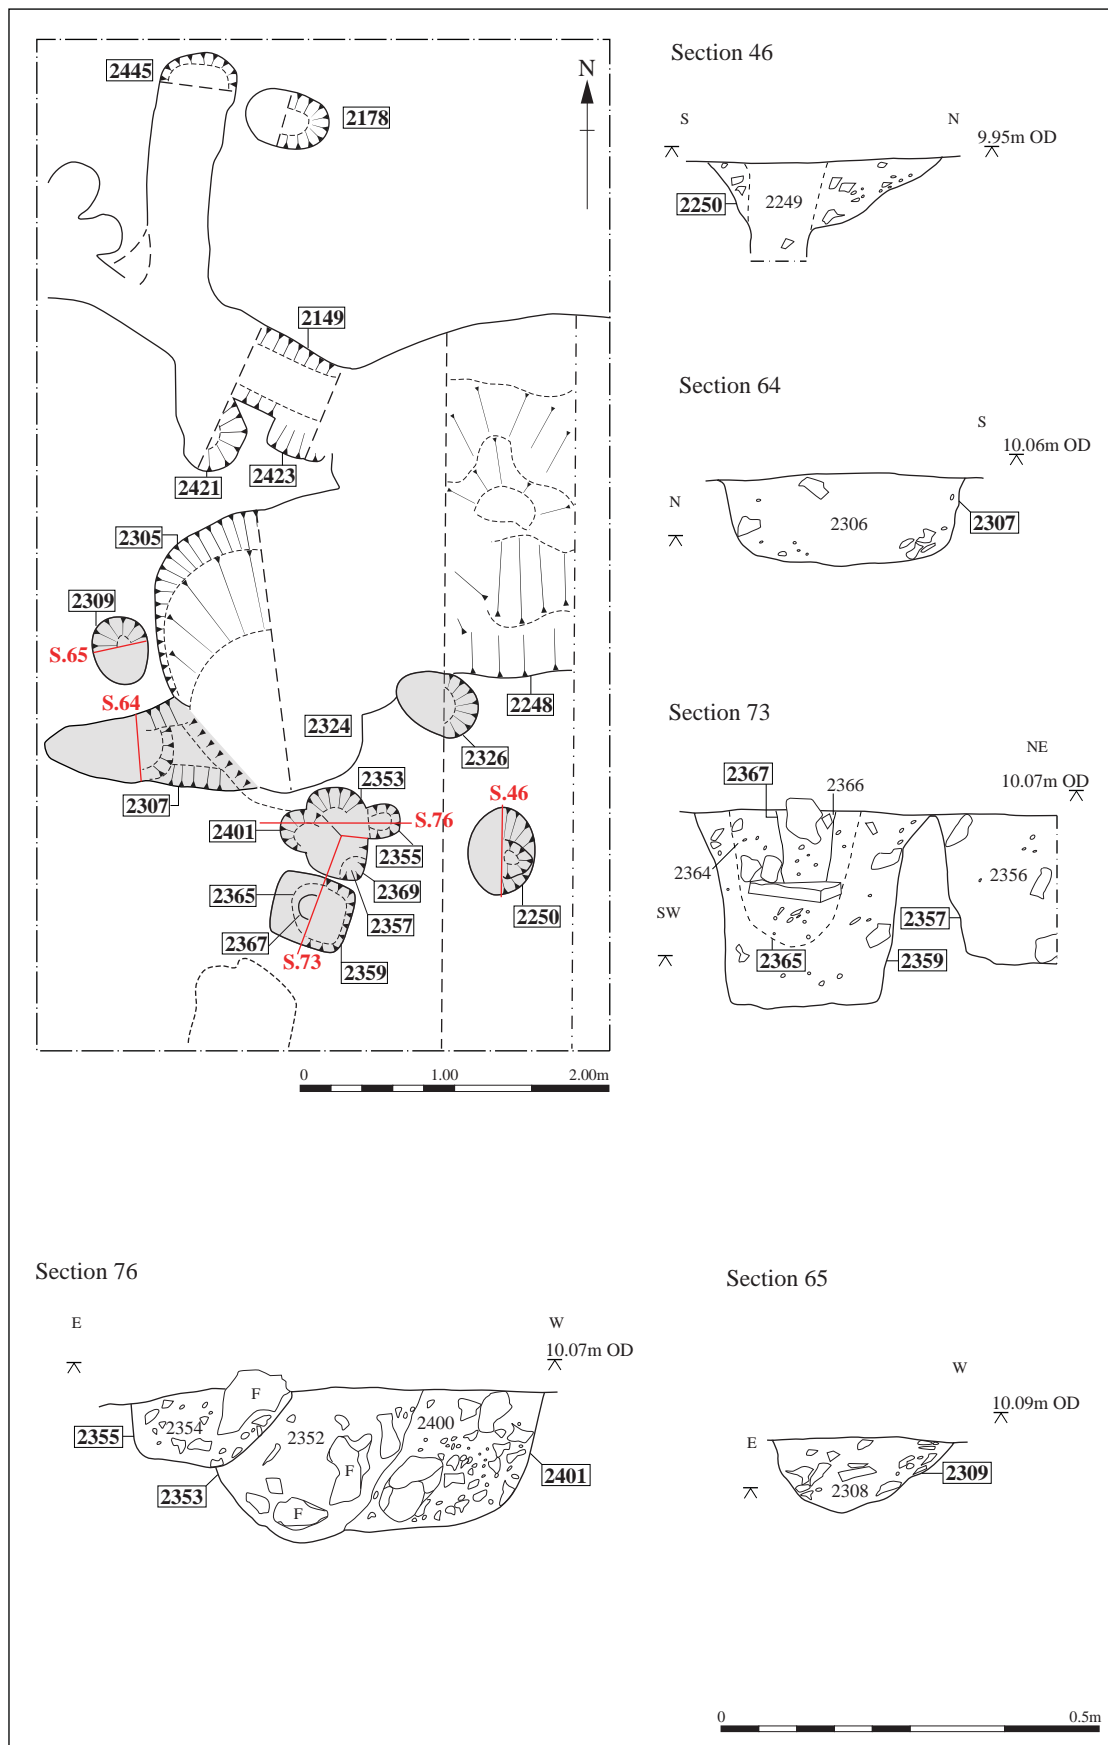 2445
2178
N
2149
2421
2423
2305
2309
S.65
S.64
2324
2248
2326
2307
2353
S.46
S.76
2401
2355
2365
2369
2250
2357
2367
S.73
2359
0 1.00 2.00m
Section 46
S N
9.95m OD
2250
2249
Section 64
S
10.06m OD
N
2306
2307
Section 73
NE
2367
2366
10.07m OD
2364
2356
SW
2357
2365
2359
Section 76
E W
10.07m OD
F
2354
2352
2400
2355
F
2401
2353
F
Section 65
W
10.09m OD
E
2309
2308
0 0.5m